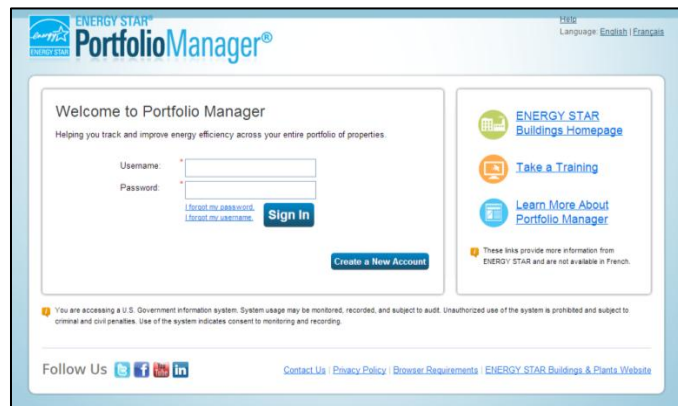 ENERGY STAR®
PortfolioManager®
ENERGY STAR
Help
Language: English | Français
Welcome to Portfolio Manager
Helping you track and improve energy efficiency across your entire portfolio of properties.
Username: *
Password: *
I forgot my password.
I forgot my username.
Sign In
Create a New Account
ENERGY STAR
Buildings Homepage
Take a Training
Learn More About
Portfolio Manager
These links provide more information from
ENERGY STAR and are not available in French.
You are accessing a U.S. Government information system. System usage may be monitored, recorded, and subject to audit. Unauthorized use of the system is prohibited and subject to
criminal and civil penalties. Use of the system indicates consent to monitoring and recording.
Follow Us
Contact Us | Privacy Policy | Browser Requirements | ENERGY STAR Buildings & Plants Website